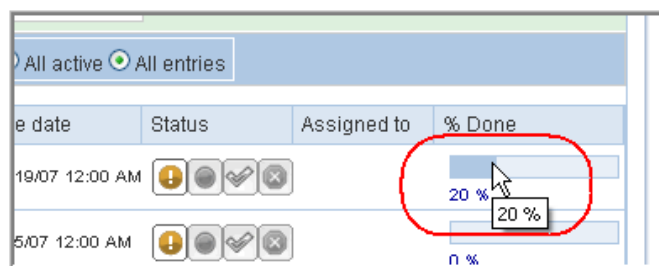 All active All entries
e date Status Assigned to % Done
19/07 12:00 AM
20 %
20 %
5/07 12:00 AM
0 %